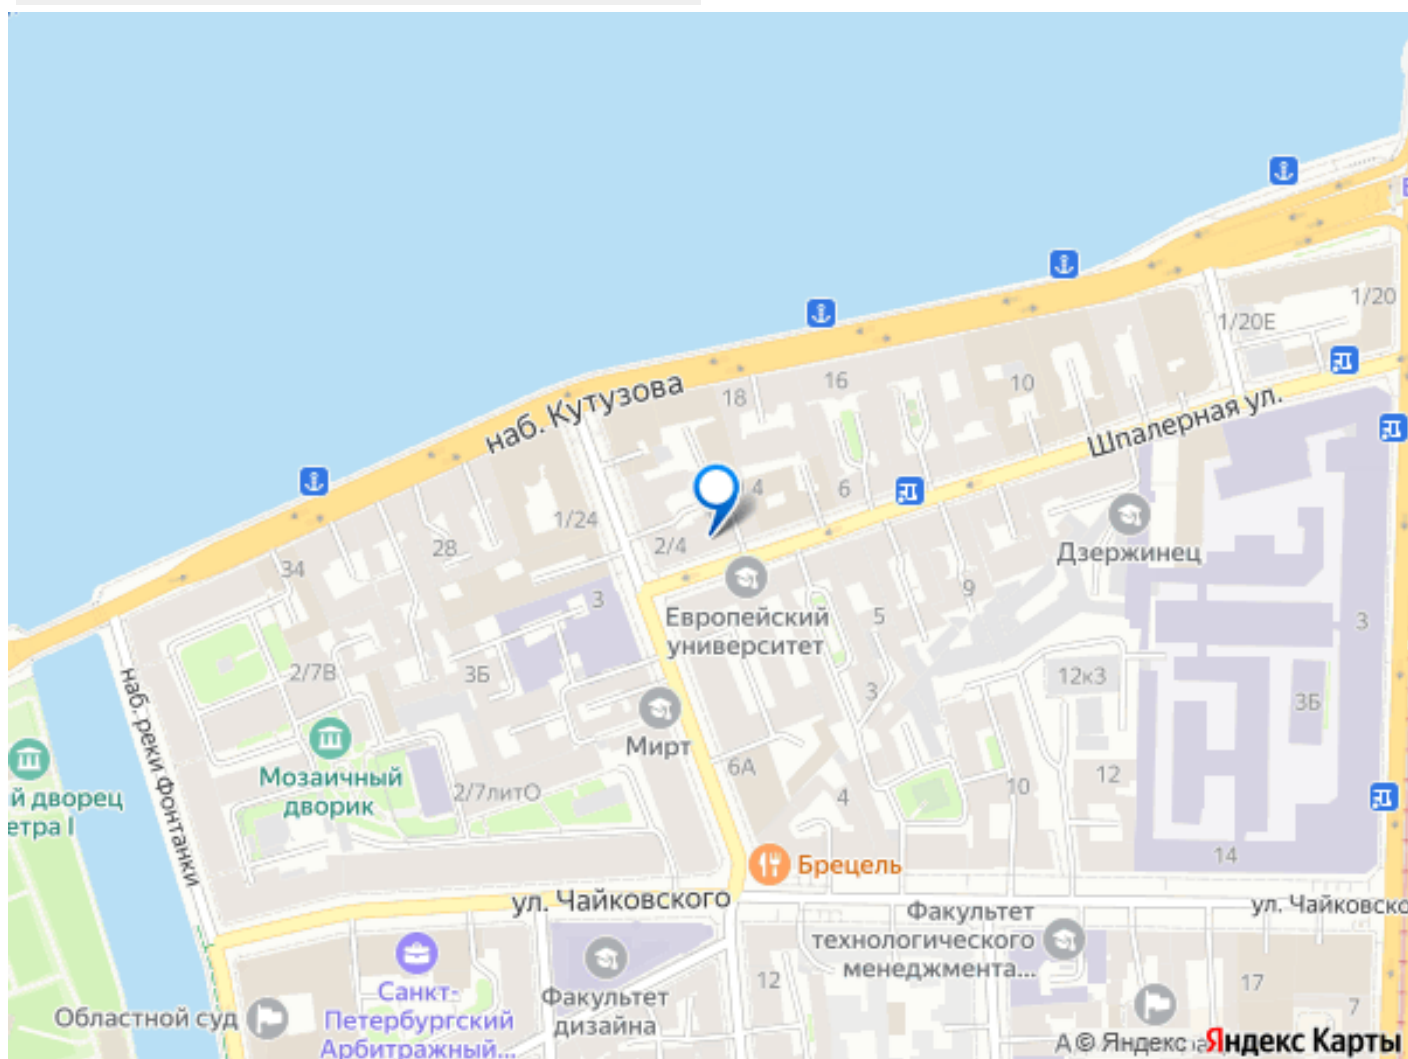 1/20
1/20Е
наб. Кутузова
18
16
10
Шпалерная ул.
4
6
1/24
2/4
28
34
3
Дзержинец
Европейский
университет
9
5
3
2/7В
3Б
3
12к3
3Б
наб. реки Фонтанки
Мирт
Мозаичный
дворик
2/7литО
6А
4
10
12
й дворец
етра I
14
Брецель
ул. Чайковского
ул. Чайковско
Факультет
технологического
менеджмента...
12
17
7
Санкт-
Петербургский
Арбитражный...
Факультет
дизайна
Областной суд
© Яндекс
Яндекс Карты